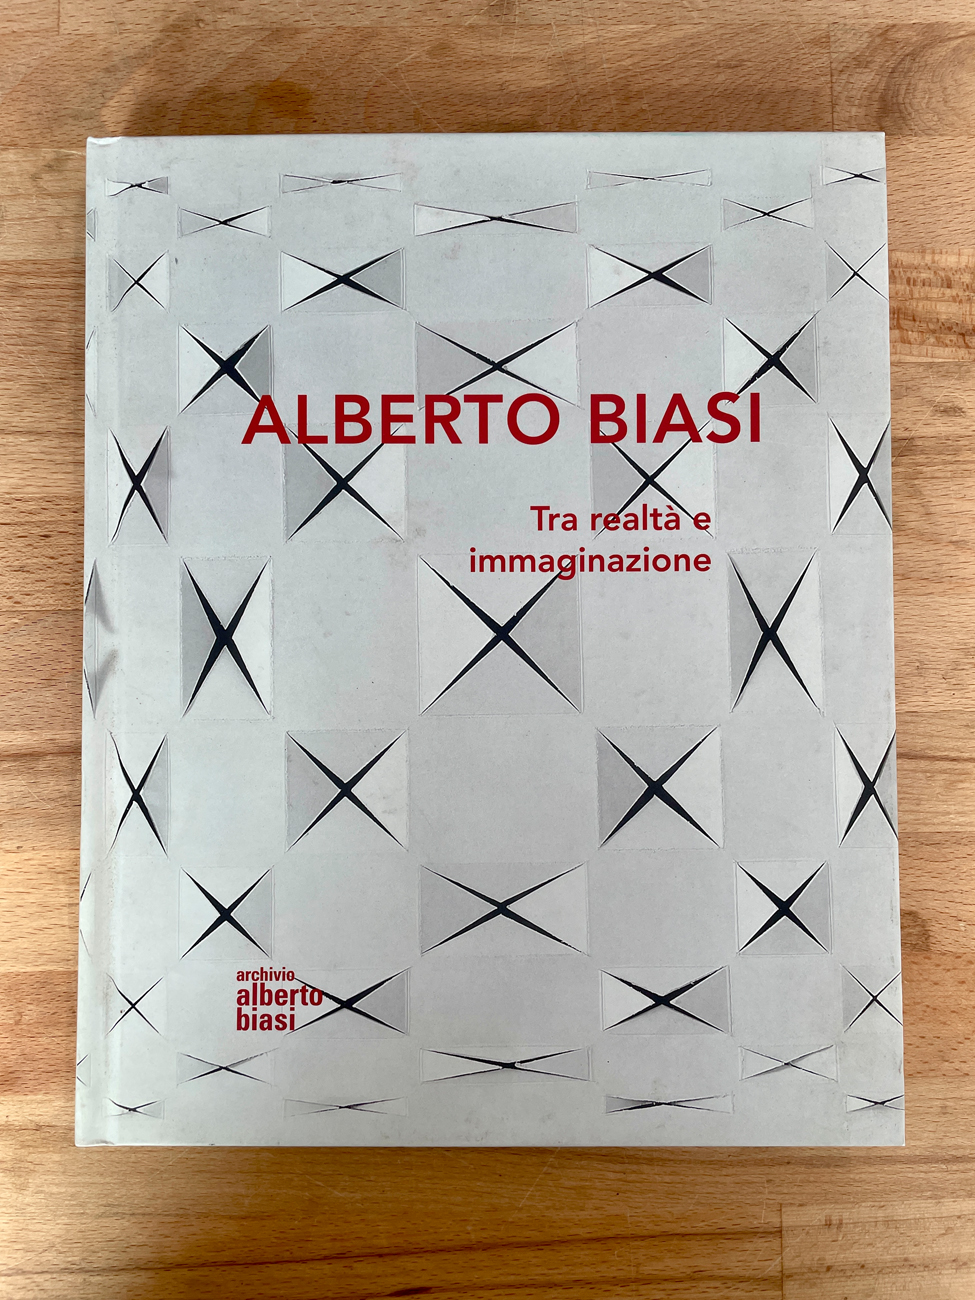 ALBERTO BIASI
Tra realtà e
immaginazione
archivio
alberto
biasi